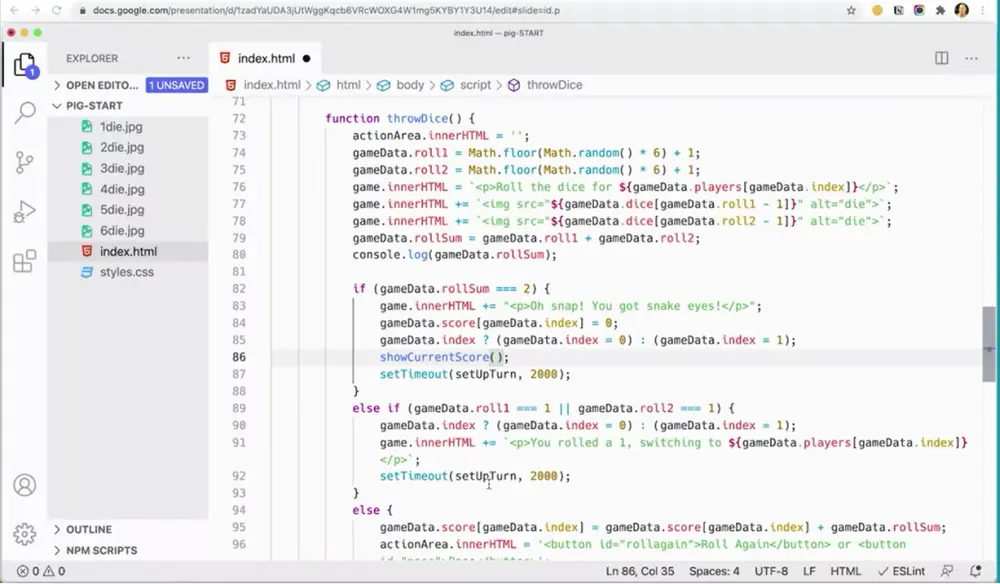 docs.google.com/presentation/d/1zadYaUDA3jUtWggKqcb6VRcWOXG4W1mg5KYBY1Y3U14/edit#slide=id.p
index.html — pig-START
EXPLORER
OPEN EDITO...
1 UNSAVED
PIG-START
1die.jpg
2die.jpg
3die.jpg
4die.jpg
5die.jpg
6die.jpg
index.html
styles.css
OUTLINE
NPM SCRIPTS
1
index.html
index.html > html > body > script > throwDice
71
72 function throwDice() {
73 actionArea.innerHTML = '';
74 gameData.roll1 = Math.floor(Math.random() * 6) + 1;
75 gameData.roll2 = Math.floor(Math.random() * 6) + 1;
76 game.innerHTML = `<p>Roll the dice for ${gameData.players[gameData.index]}</p>`;
77 game.innerHTML += `<img src="${gameData.dice[gameData.roll1 - 1]}" alt="die">`;
78 game.innerHTML += `<img src="${gameData.dice[gameData.roll2 - 1]}" alt="die">`;
79 gameData.rollSum = gameData.roll1 + gameData.roll2;
80 console.log(gameData.rollSum);
81
82 if (gameData.rollSum === 2) {
83 game.innerHTML += "<p>Oh snap! You got snake eyes!</p>";
84 gameData.score[gameData.index] = 0;
85 gameData.index ? (gameData.index = 0) : (gameData.index = 1);
86 showCurrentScore();
87 setTimeout(setUpTurn, 2000);
88 }
89 else if (gameData.roll1 === 1 || gameData.roll2 === 1) {
90 gameData.index ? (gameData.index = 0) : (gameData.index = 1);
91 game.innerHTML += `<p>You rolled a 1, switching to ${gameData.players[gameData.index]}
</p>`;
92 setTimeout(setUpTurn, 2000);
93 }
94 else {
95 gameData.score[gameData.index] = gameData.score[gameData.index] + gameData.rollSum;
96 actionArea.innerHTML = '<button id="rollagain">Roll Again</button> or <button
0 0
Ln 86, Col 35 Spaces: 4 UTF-8 LF HTML ESLint